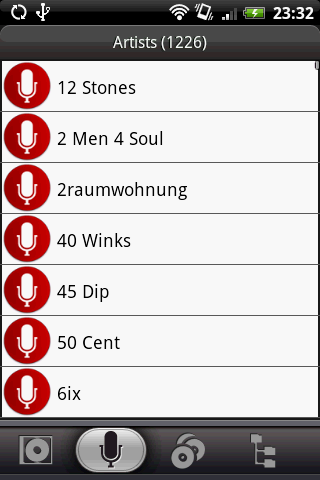 23:32
Artists (1226)
12 Stones
2 Men 4 Soul
2raumwohnung
40 Winks
45 Dip
50 Cent
6ix